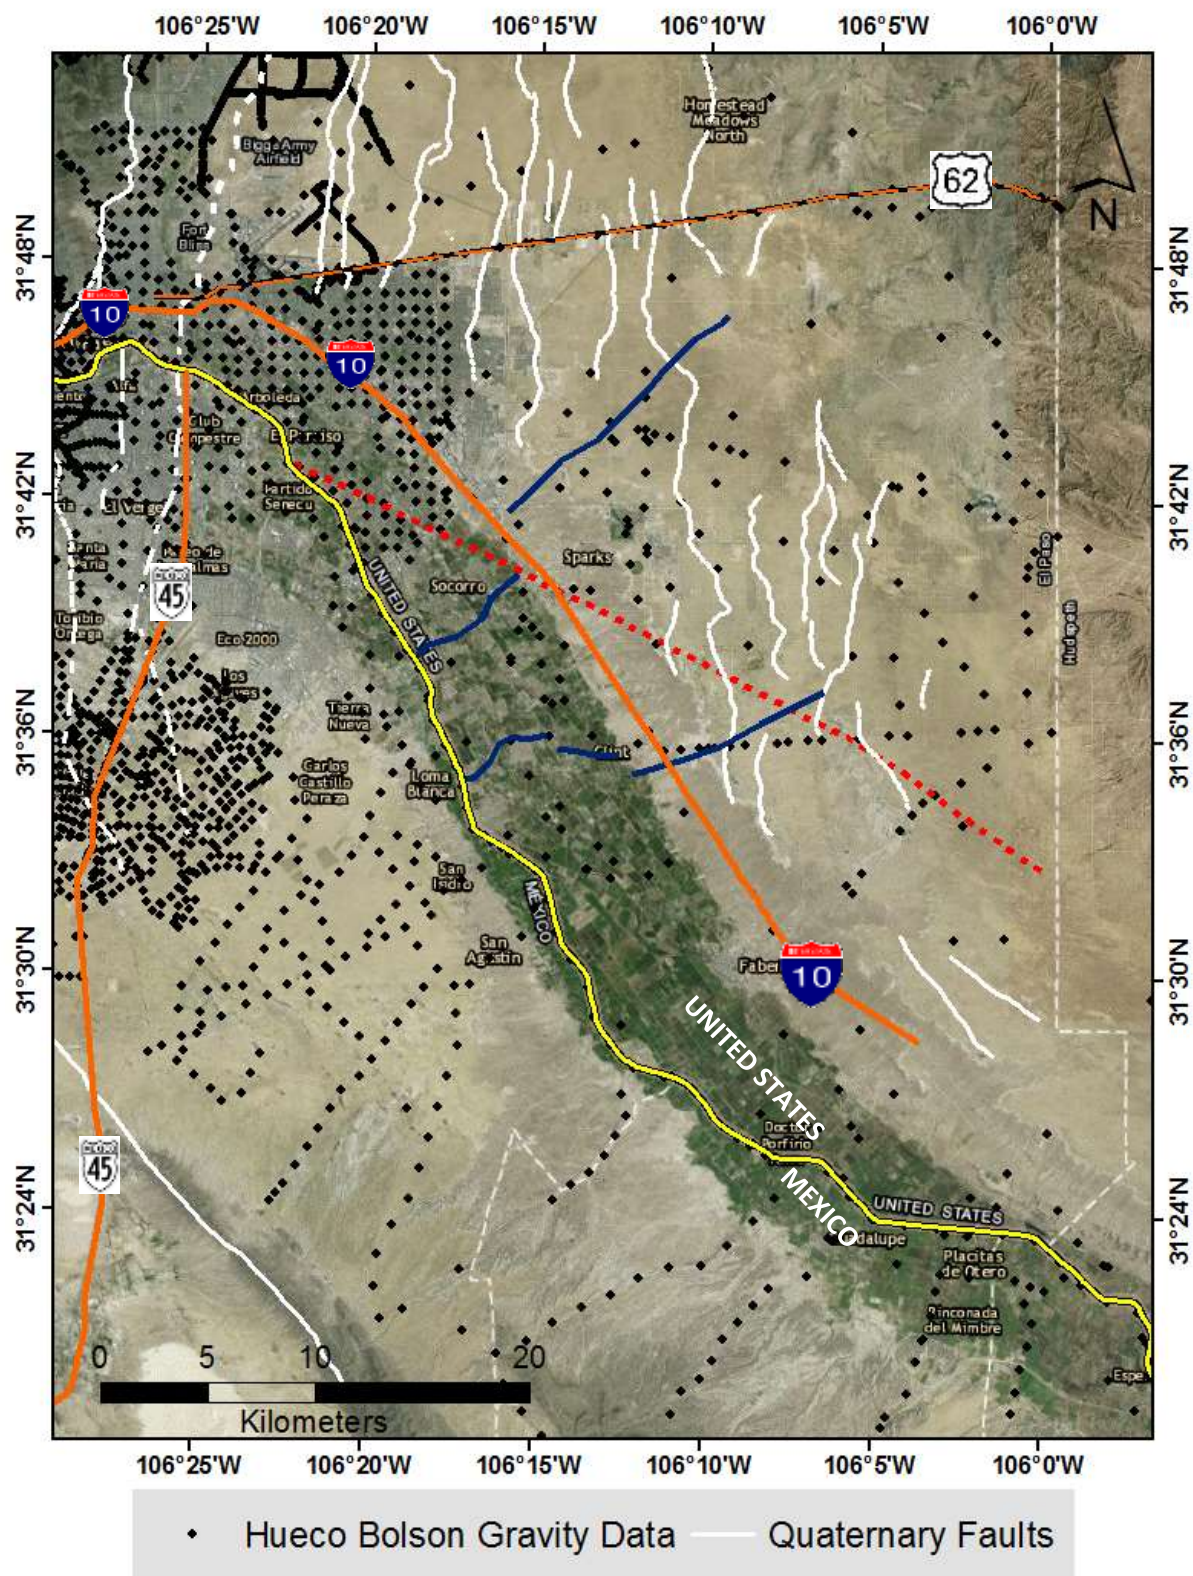 106°25'W 106°20'W 106°15'W 106°10'W 106°5'W 106°0'W
Homestead
Meadows
North
Biggs Army
Airfield
62
N
Fort
Bliss
31°48'N
31°48'N
10
10
Arboleda
Club
Campestre
31°42'N
Partido
Senecu
El Vergel
31°42'N
Sparks
El Paso
UNITED STATES
Socorro
45
Toribio
Ortega
Eco 2000
Hudspeth
Tierra
Nueva
31°36'N
31°36'N
Clint
Carlos
Castillo
Peraza
Loma
Blanca
San
Isidro
MEXICO
San
Agustin
31°30'N
10
31°30'N
UNITED STATES
Porfirio
45
MEXICO
31°24'N
UNITED STATES
31°24'N
dalupe
Placitas
de Otero
Rinconada
del Mimbre
0 5 10 20
Kilometers
Espe
106°25'W 106°20'W 106°15'W 106°10'W 106°5'W 106°0'W
Hueco Bolson Gravity Data
Quaternary Faults